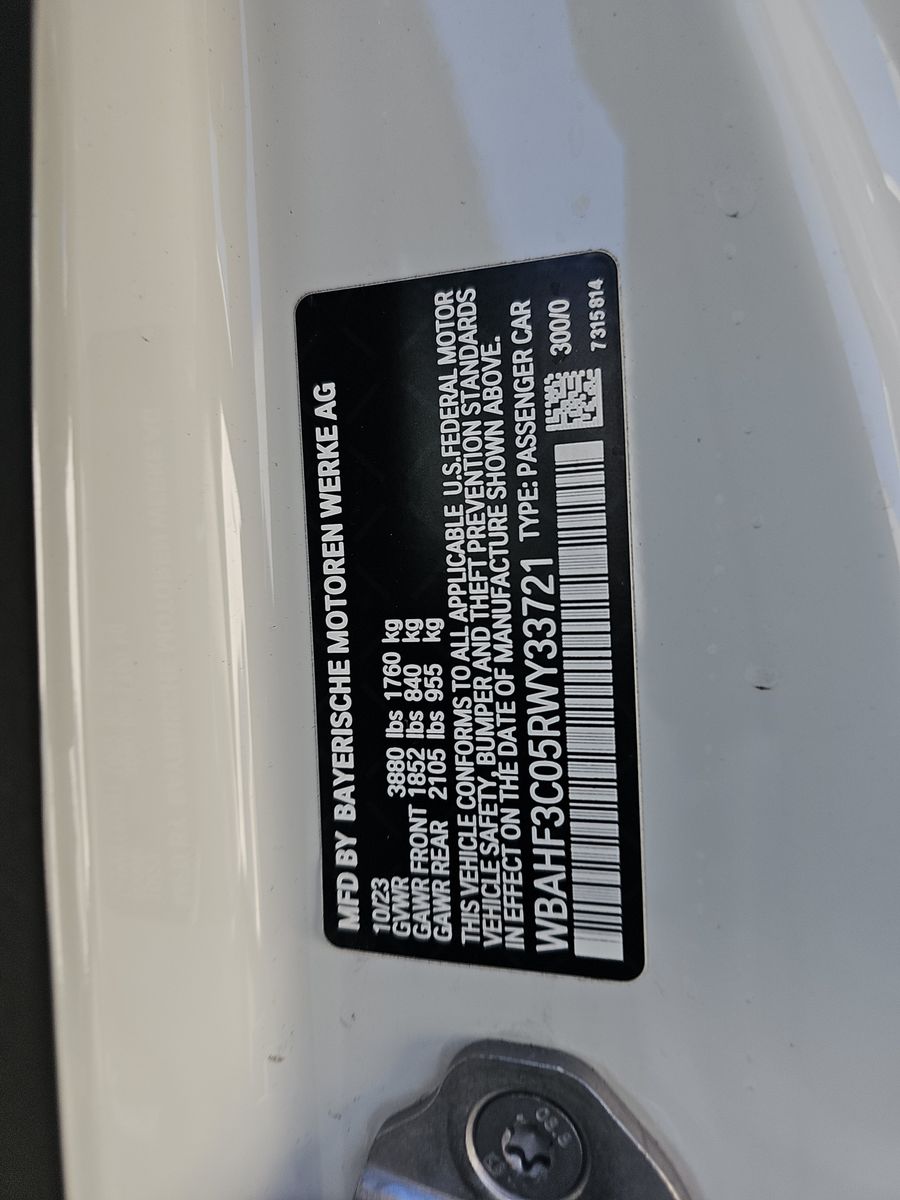 MFD BY BAYERISCHE MOTOREN WERKE AG
10/23
GVWR 3880 lbs 1760 kg
GAWR FRONT 1852 lbs 840 kg
GAWR REAR 2105 lbs 955 kg
THIS VEHICLE CONFORMS TO ALL APPLICABLE U.S.FEDERAL MOTOR
VEHICLE SAFETY, BUMPER AND THEFT PREVENTION STANDARDS
IN EFFECT ON THE DATE OF MANUFACTURE SHOWN ABOVE.
WBAHF3C05RWY33721 TYPE: PASSENGER CAR
300/0
7315814